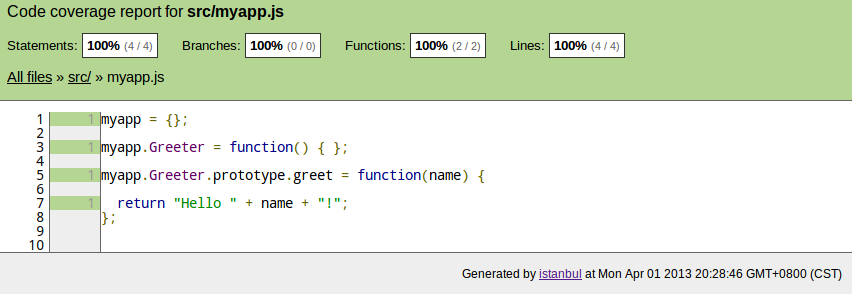 Code coverage report for src/myapp.js
Statements: 100% (4 / 4) Branches: 100% (0 / 0) Functions: 100% (2 / 2) Lines: 100% (4 / 4)
All files » src/ » myapp.js
1 1 myapp = {};
2
3 1 myapp.Greeter = function() { };
4
5 1 myapp.Greeter.prototype.greet = function(name) {
6
7 1 return "Hello " + name + "!";
8 };
9
10
Generated by istanbul at Mon Apr 01 2013 20:28:46 GMT+0800 (CST)